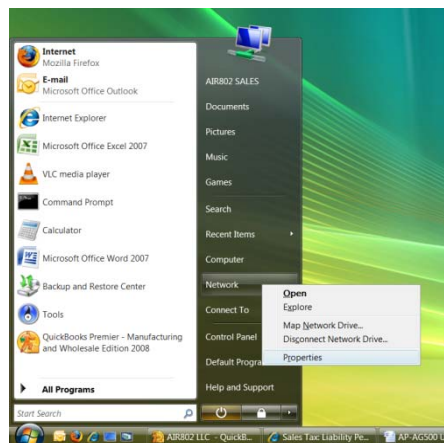 Internet
Mozilla Firefox
E-mail
Microsoft Office Outlook
Internet Explorer
Microsoft Office Excel 2007
VLC media player
Command Prompt
Calculator
Microsoft Office Word 2007
Backup and Restore Center
Tools
QuickBooks Premier - Manufacturing
and Wholesale Edition 2008
All Programs
Start Search
AIR802 SALES
Documents
Pictures
Music
Games
Search
Recent Items
Computer
Network
Connect To
Control Panel
Default Progra
Help and Support
Open
Explore
Map Network Drive...
Disconnect Network Drive...
Properties
AIR802 LLC - QuickB...
Sales Tax Liability Pe...
AP-AG500 U